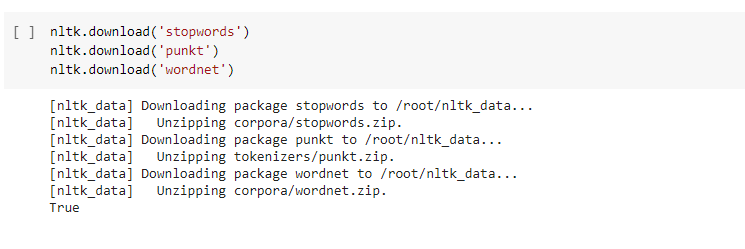 [ ] nltk.download('stopwords')
nltk.download('punkt')
nltk.download('wordnet')
[nltk_data] Downloading package stopwords to /root/nltk_data...
[nltk_data]   Unzipping corpora/stopwords.zip.
[nltk_data] Downloading package punkt to /root/nltk_data...
[nltk_data]   Unzipping tokenizers/punkt.zip.
[nltk_data] Downloading package wordnet to /root/nltk_data...
[nltk_data]   Unzipping corpora/wordnet.zip.
True